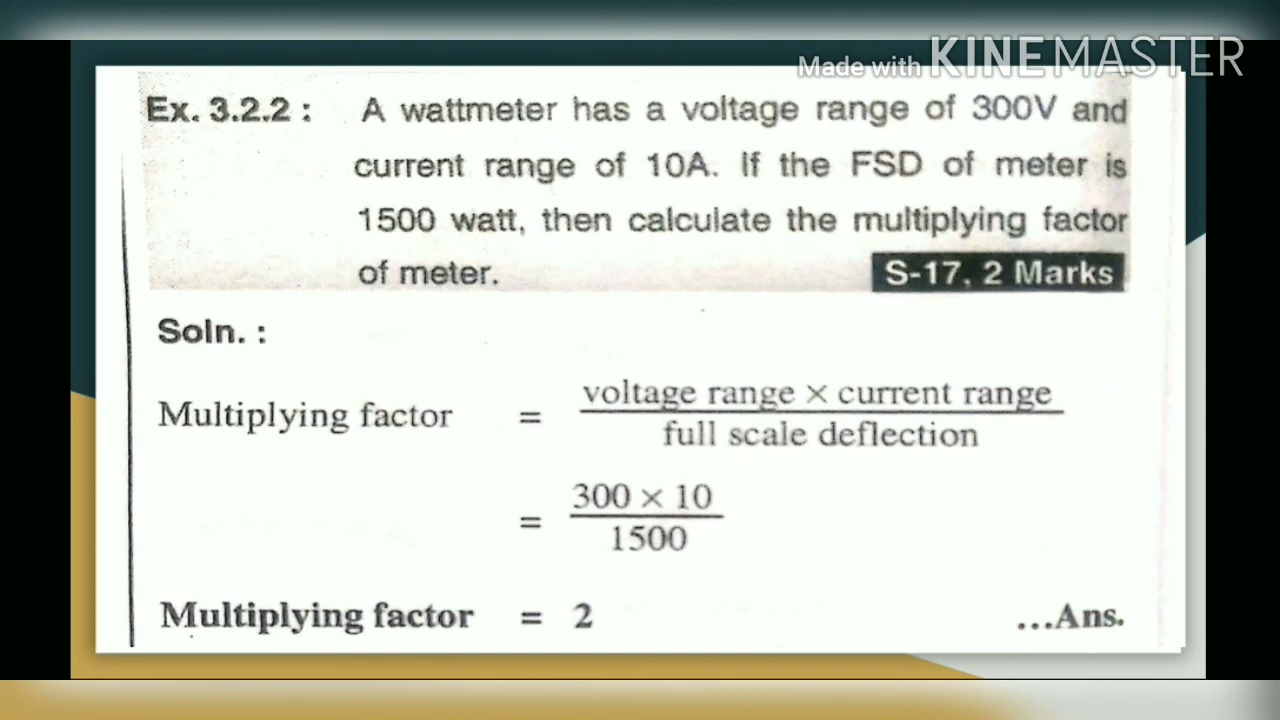 Made with KINEMASTER
Ex. 3.2.2 : A wattmeter has a voltage range of 300V and
current range of 10A. If the FSD of meter is
1500 watt, then calculate the multiplying factor
of meter. S-17, 2 Marks
Soln. :
Multiplying factor = voltage range × current range
full scale deflection
= 300 × 10
1500
Multiplying factor = 2 ...Ans.